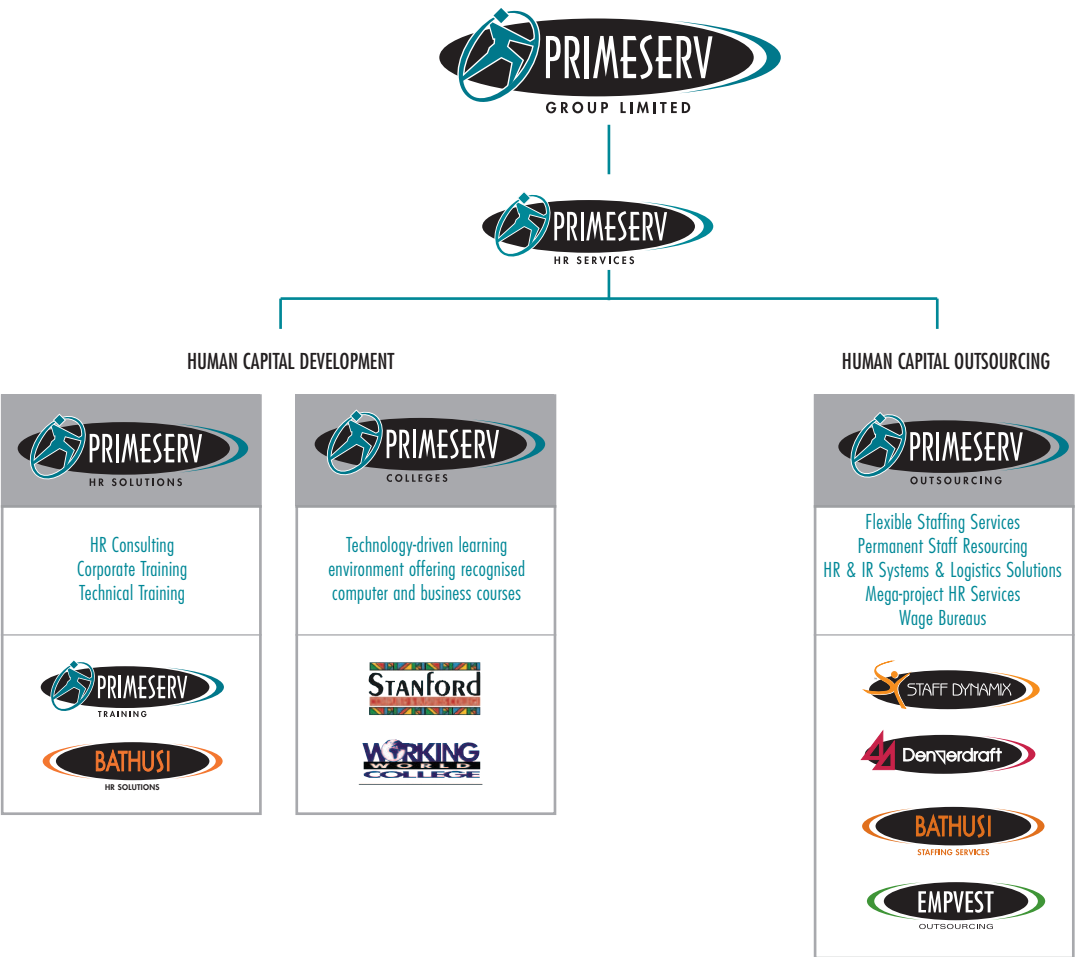 PRIMESERV
GROUP LIMITED
PRIMESERV
HR SERVICES
HUMAN CAPITAL DEVELOPMENT
HUMAN CAPITAL OUTSOURCING
PRIMESERV
HR SOLUTIONS
HR Consulting
Corporate Training
Technical Training
PRIMESERV
TRAINING
BATHUSI
HR SOLUTIONS
PRIMESERV
COLLEGES
Technology-driven learning
environment offering recognised
computer and business courses
STANFORD
WORKING
WORLD
COLLEGE
PRIMESERV
OUTSOURCING
Flexible Staffing Services
Permanent Staff Resourcing
HR & IR Systems & Logistics Solutions
Mega-project HR Services
Wage Bureaus
STAFF DYNAMIX
Denverdraft
BATHUSI
STAFFING SERVICES
EMPVEST
OUTSOURCING